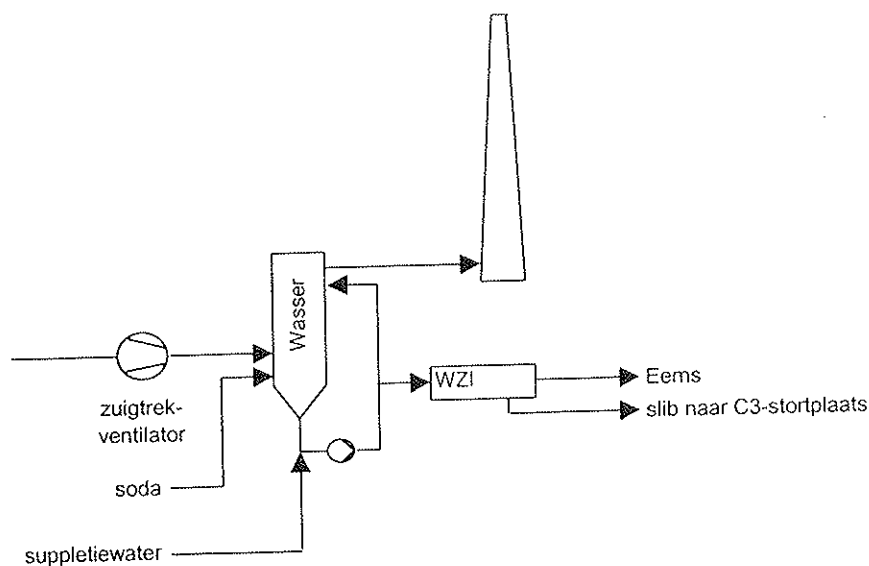 Wasser
WZI
Eems
slib naar C3-stortplaats
zuigtrek-
ventilator
soda
suppletiewater